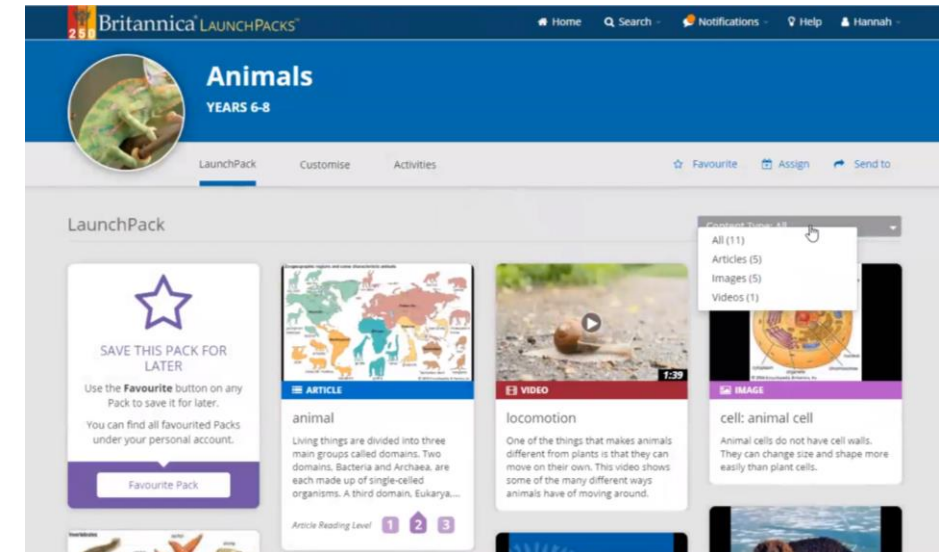 250 Britannica LAUNCHPACKS™
Home Search Notifications Help Hannah
Animals
YEARS 6-8
LaunchPack Customise Activities Favourite Assign Send to
LaunchPack
Content Type: All
All (11)
Articles (5)
Images (5)
Videos (1)
SAVE THIS PACK FOR
LATER
Use the Favourite button on any
Pack to save it for later.
You can find all favourited Packs
under your personal account.
Favourite Pack
ARTICLE
animal
Living things are divided into three
main groups called domains. Two
domains, Bacteria and Archaea, are
each made up of single-celled
organisms. A third domain, Eukarya,...
Article Reading Level 1 2 3
1:39
VIDEO
locomotion
One of the things that makes animals
different from plants is that they can
move on their own. This video shows
some of the many different ways
animals have of moving around.
IMAGE
cell: animal cell
Animal cells do not have cell walls.
They can change size and shape more
easily than plant cells.